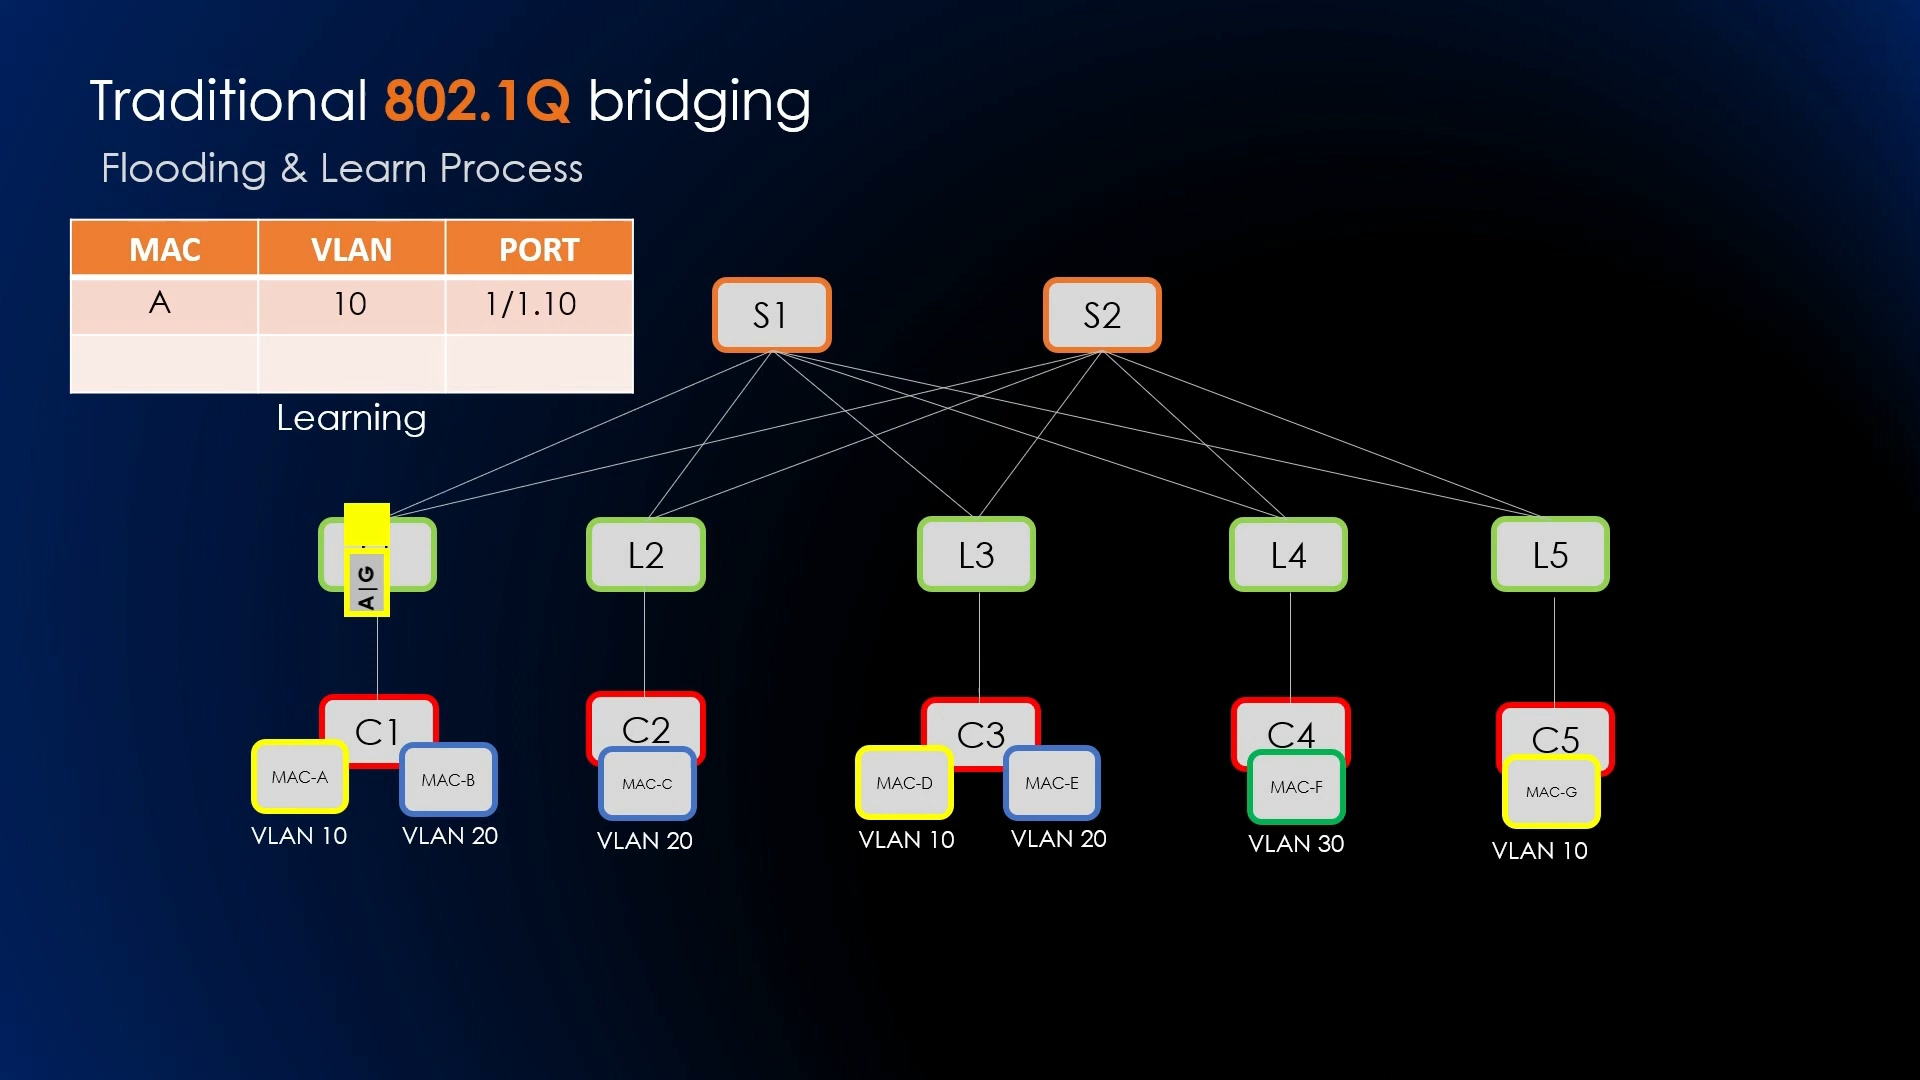 Traditional 802.1Q bridging
Flooding & Learn Process
MAC VLAN PORT
A 10 1/1.10
Learning
S1 S2
A|G L2 L3 L4 L5
C1 C2 C3 C4 C5
MAC-A MAC-B MAC-C MAC-D MAC-E MAC-F MAC-G
VLAN 10 VLAN 20 VLAN 20 VLAN 10 VLAN 20 VLAN 30 VLAN 10